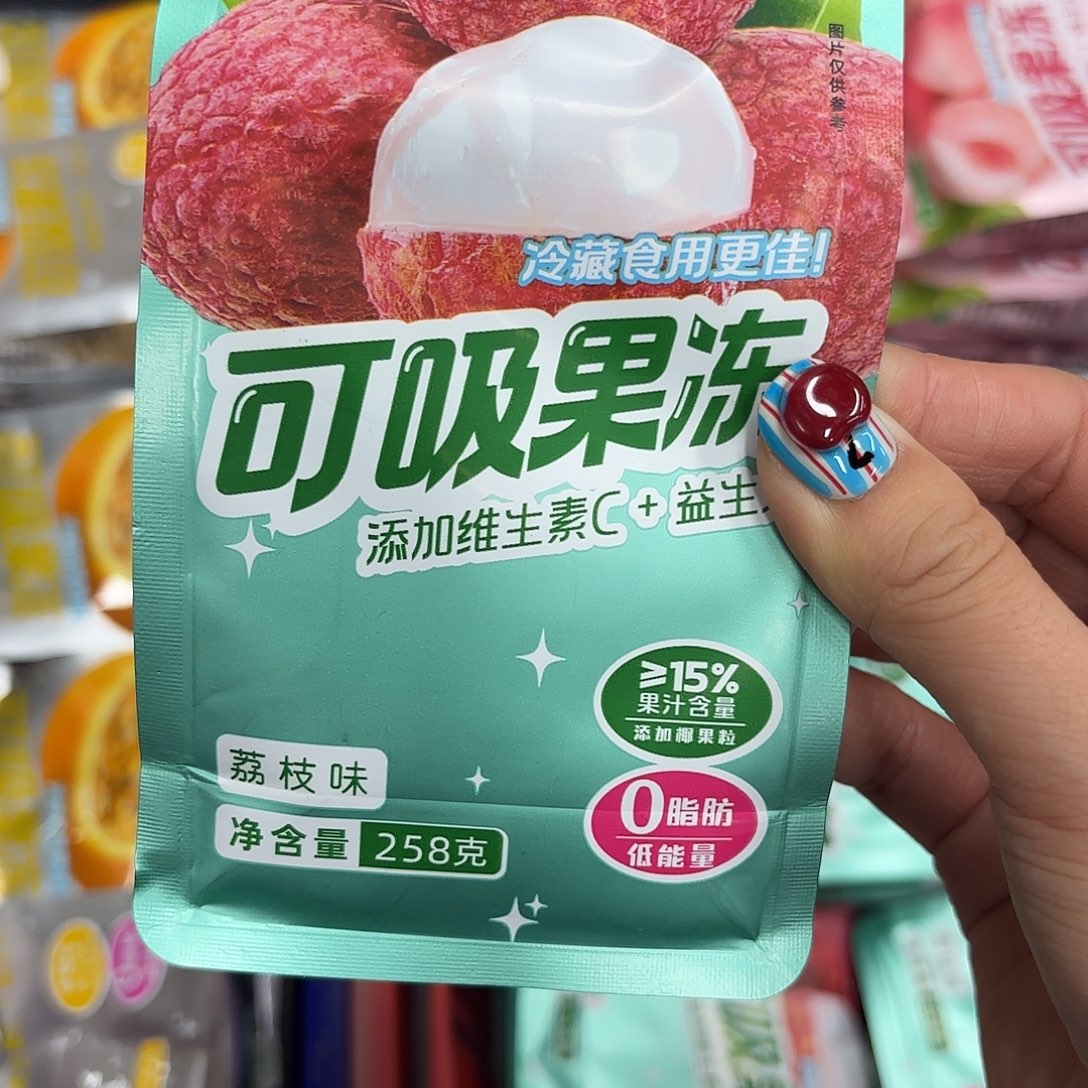 图片仅供参考
冷藏食用更佳!
可吸果冻
添加维生素C + 益生
≥15%
果汁含量
添加椰果粒
0脂肪
低能量
荔枝味
净含量 258克